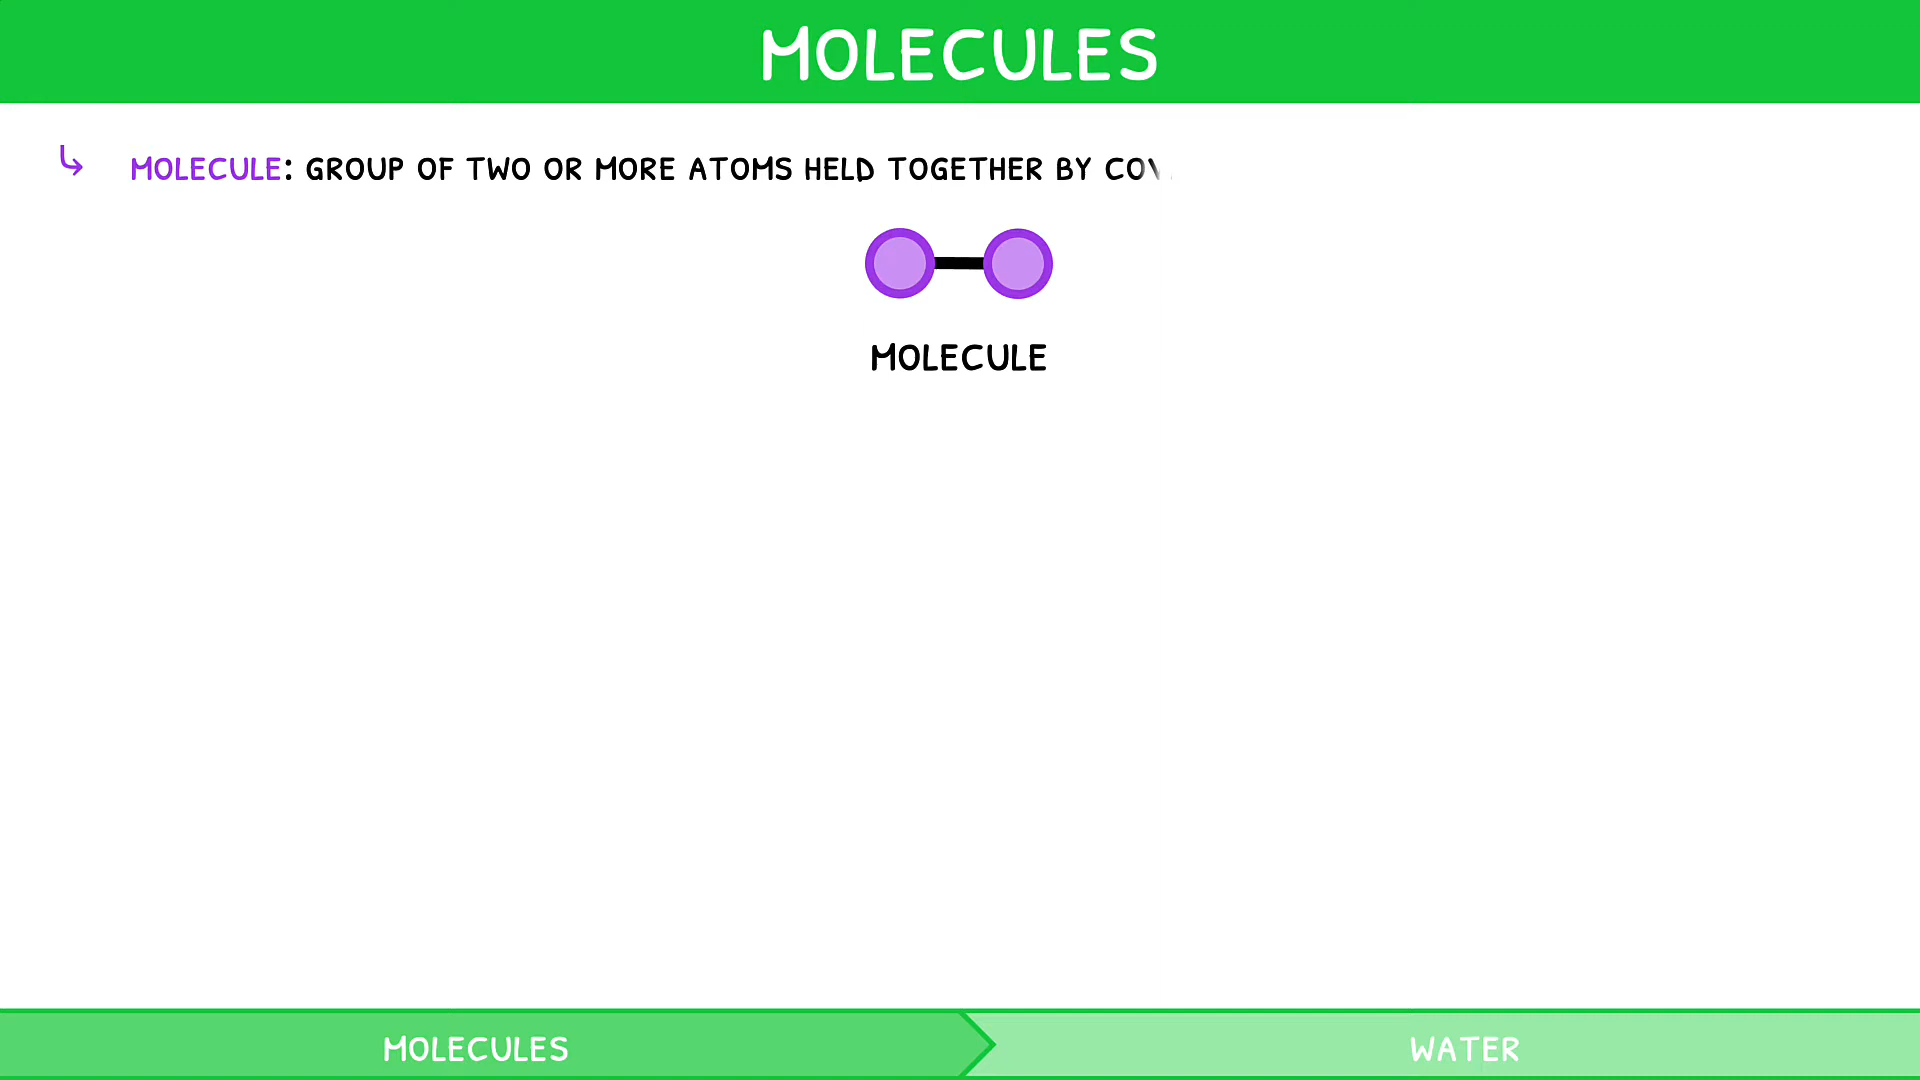 MOLECULES
MOLECULE: GROUP OF TWO OR MORE ATOMS HELD TOGETHER BY
MOLECULE
MOLECULES
WATER